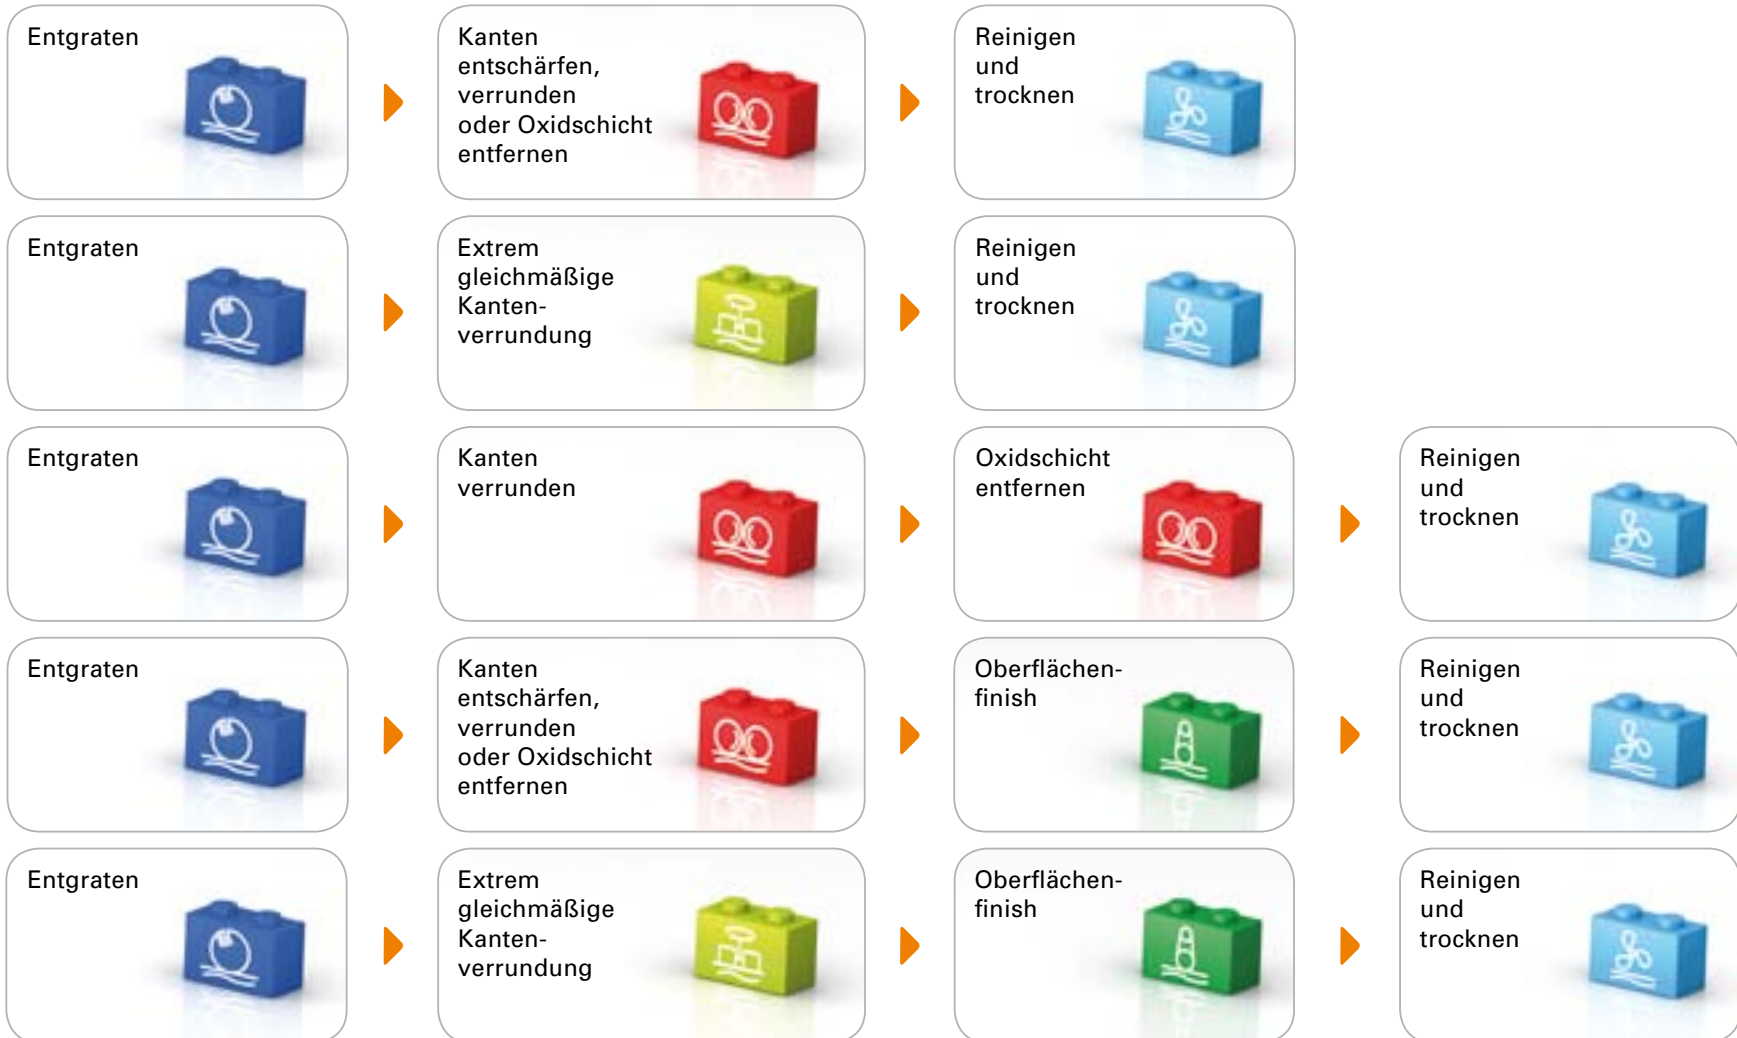 Entgraten
Kanten
entschärfen,
verrunden
oder Oxidschicht
entfernen
Reinigen
und
trocknen
Entgraten
Extrem
gleichmäßige
Kanten-
verrundung
Reinigen
und
trocknen
Entgraten
Kanten
verrunden
Oxidschicht
entfernen
Reinigen
und
trocknen
Entgraten
Kanten
entschärfen,
verrunden
oder Oxidschicht
entfernen
Oberflächen-
finish
Reinigen
und
trocknen
Entgraten
Extrem
gleichmäßige
Kanten-
verrundung
Oberflächen-
finish
Reinigen
und
trocknen